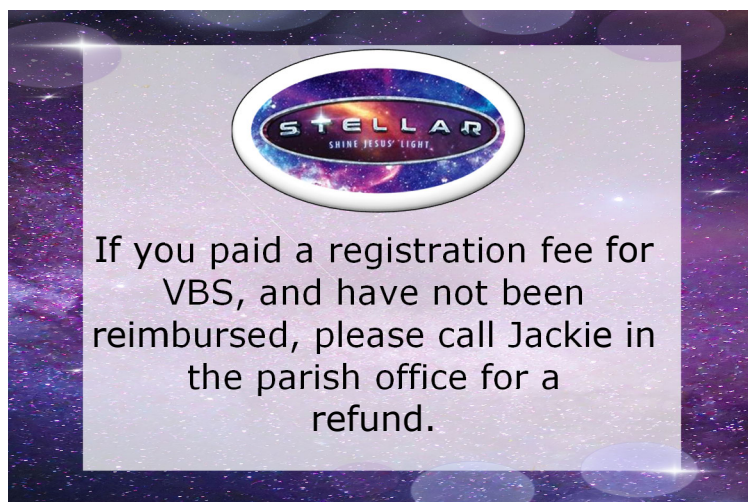 STELLAR
SHINE JESUS' LIGHT
If you paid a registration fee for
VBS, and have not been
reimbursed, please call Jackie in
the parish office for a
refund.